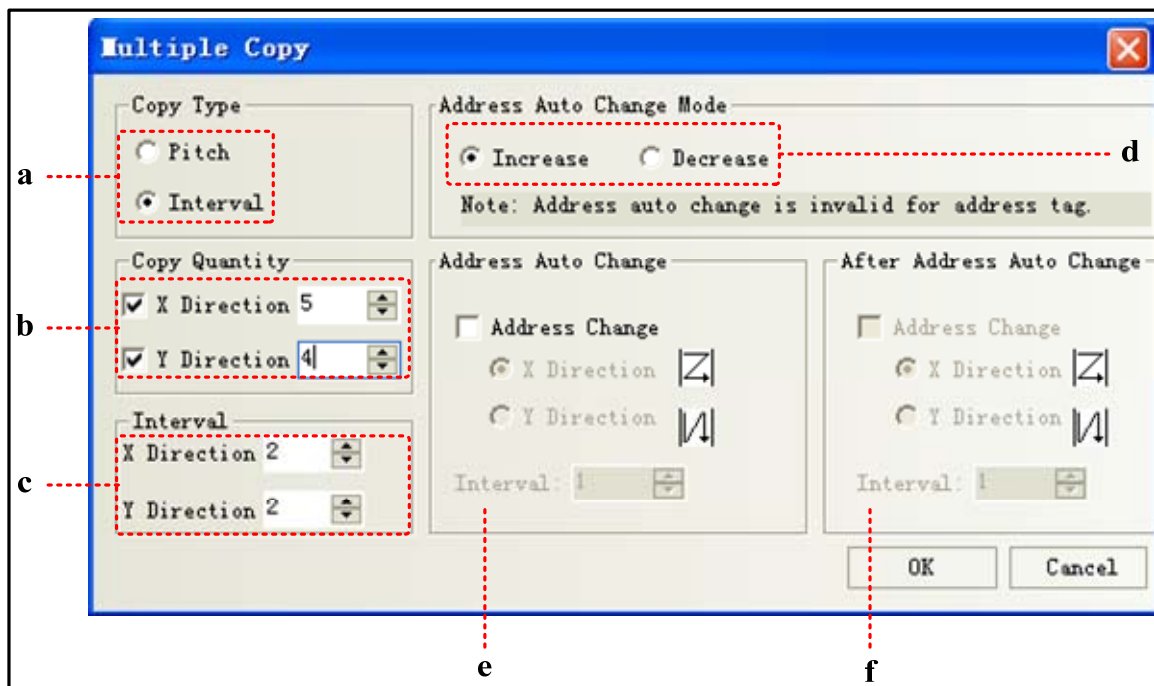 Multiple Copy
Copy Type
Pitch
Interval
Address Auto Change Mode
Increase Decrease
Note: Address auto change is invalid for address tag.
a
d
Copy Quantity
X Direction 5
Y Direction 4
b
Interval
X Direction 2
Y Direction 2
c
Address Auto Change
Address Change
X Direction
Y Direction
Interval: 1
e
After Address Auto Change
Address Change
X Direction
Y Direction
Interval: 1
f
OK Cancel